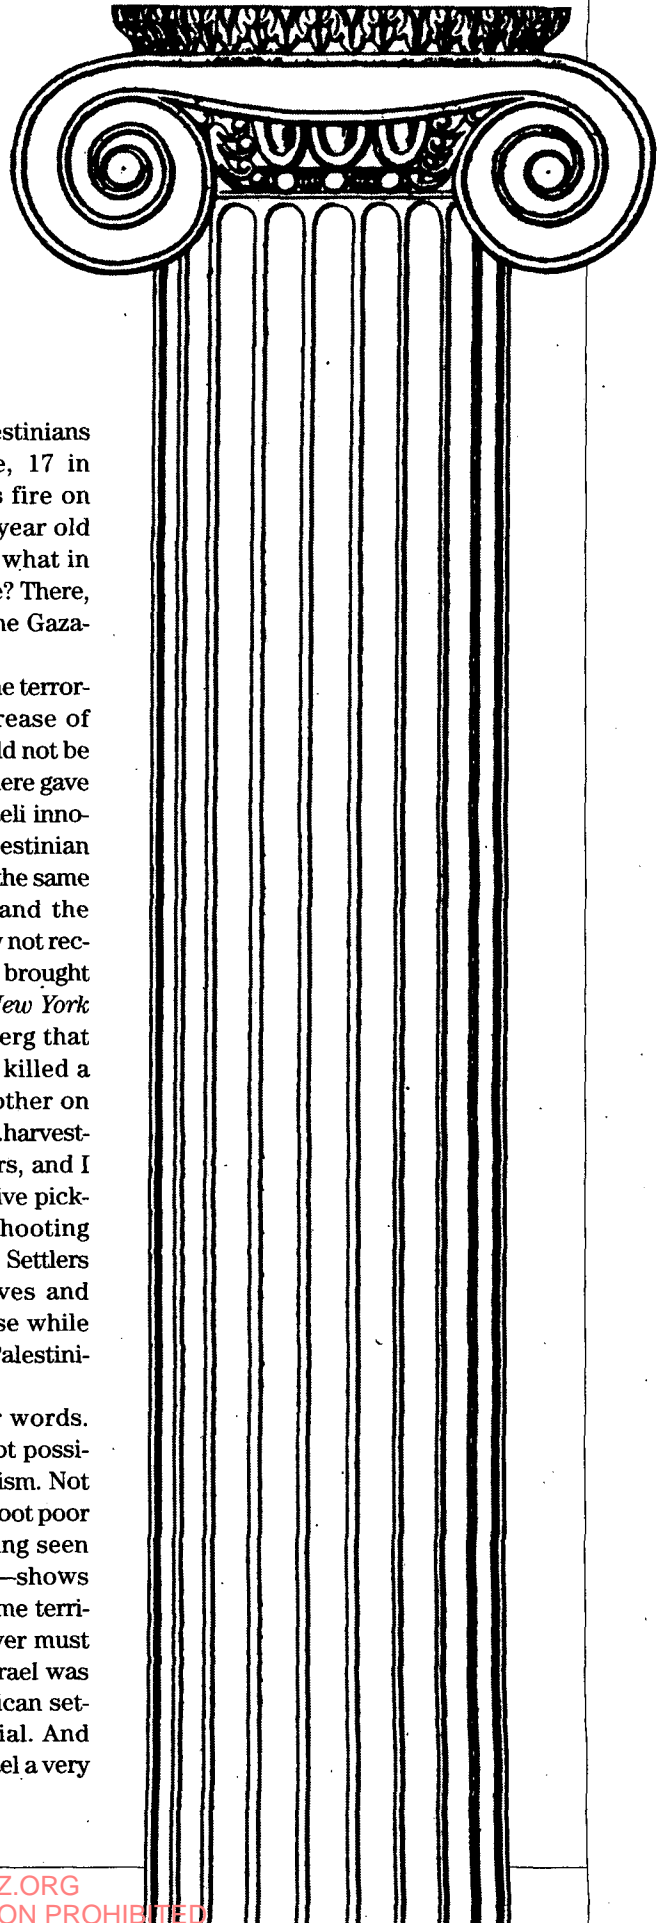 estinians
e, 17 in
s fire on
year old
what in
e? There,
ne Gaza-
ne terror-
rease of
ld not be
ere gave
eli inno-
estinian
the same
and the
y not rec-
brought
New York
erg that
killed a
other on
.harvest-
rs, and I
ive pick-
hooting
Settlers
ves and
se while
Palestini-
r words.
ot possi-
ism. Not
oot poor
ng seen
—shows
me terri-
ver must
rael was
ican set-
ial. And
el a very
Z.ORG
ON PROHIBITED